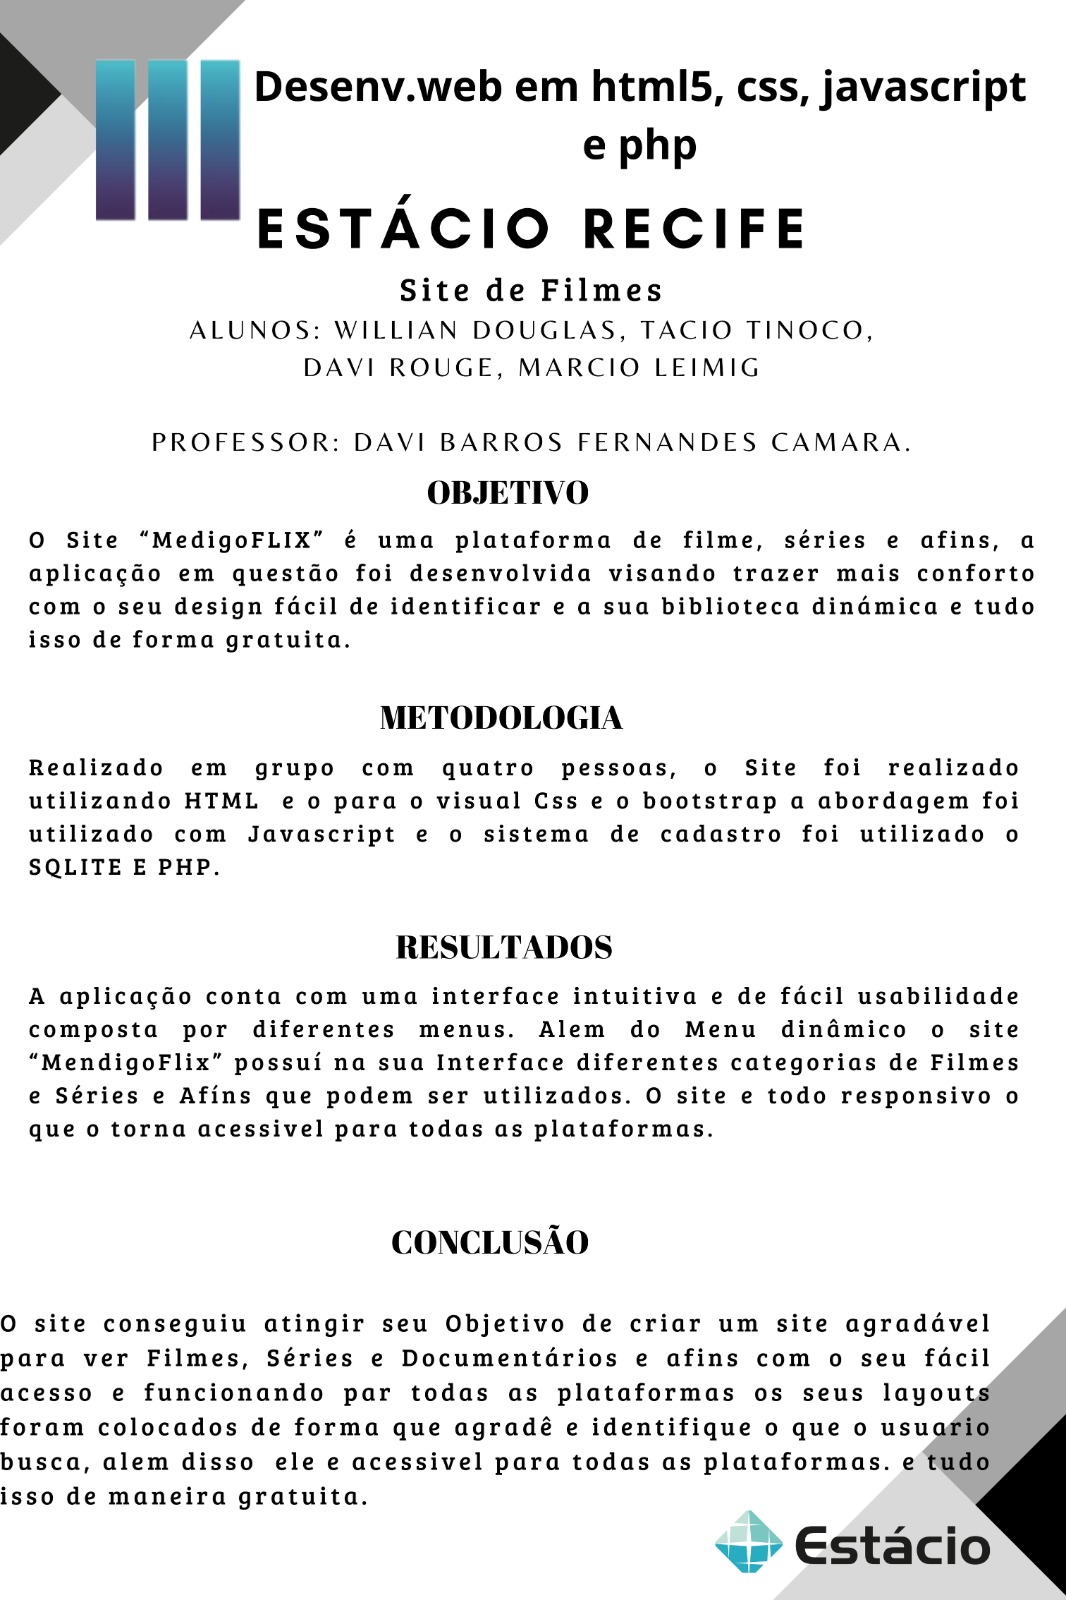 Desenv.web em html5, css, javascript
e php
ESTÁCIO RECIFE
Site de Filmes
ALUNOS: WILLIAN DOUGLAS, TACIO TINOCO,
DAVI ROUGE, MARCIO LEIMIG
PROFESSOR: DAVI BARROS FERNANDES CAMARA.
OBJETIVO
O Site “MedigoFLIX” é uma plataforma de filme, séries e afins, a
aplicação em questão foi desenvolvida visando trazer mais conforto
com o seu design fácil de identificar e a sua biblioteca dinámica e tudo
isso de forma gratuita.
METODOLOGIA
Realizado em grupo com quatro pessoas, o Site foi realizado
utilizando HTML e o para o visual Css e o bootstrap a abordagem foi
utilizado com Javascript e o sistema de cadastro foi utilizado o
SQLITE E PHP.
RESULTADOS
A aplicação conta com uma interface intuitiva e de fácil usabilidade
composta por diferentes menus. Alem do Menu dinâmico o site
“MendigoFlix” possuí na sua Interface diferentes categorias de Filmes
e Séries e Afíns que podem ser utilizados. O site e todo responsivo o
que o torna acessivel para todas as plataformas.
CONCLUSÃO
O site conseguiu atingir seu Objetivo de criar um site agradável
para ver Filmes, Séries e Documentários e afins com o seu fácil
acesso e funcionando par todas as plataformas os seus layouts
foram colocados de forma que agradê e identifique o que o usuario
busca, alem disso ele e acessivel para todas as plataformas. e tudo
isso de maneira gratuita.
Estácio